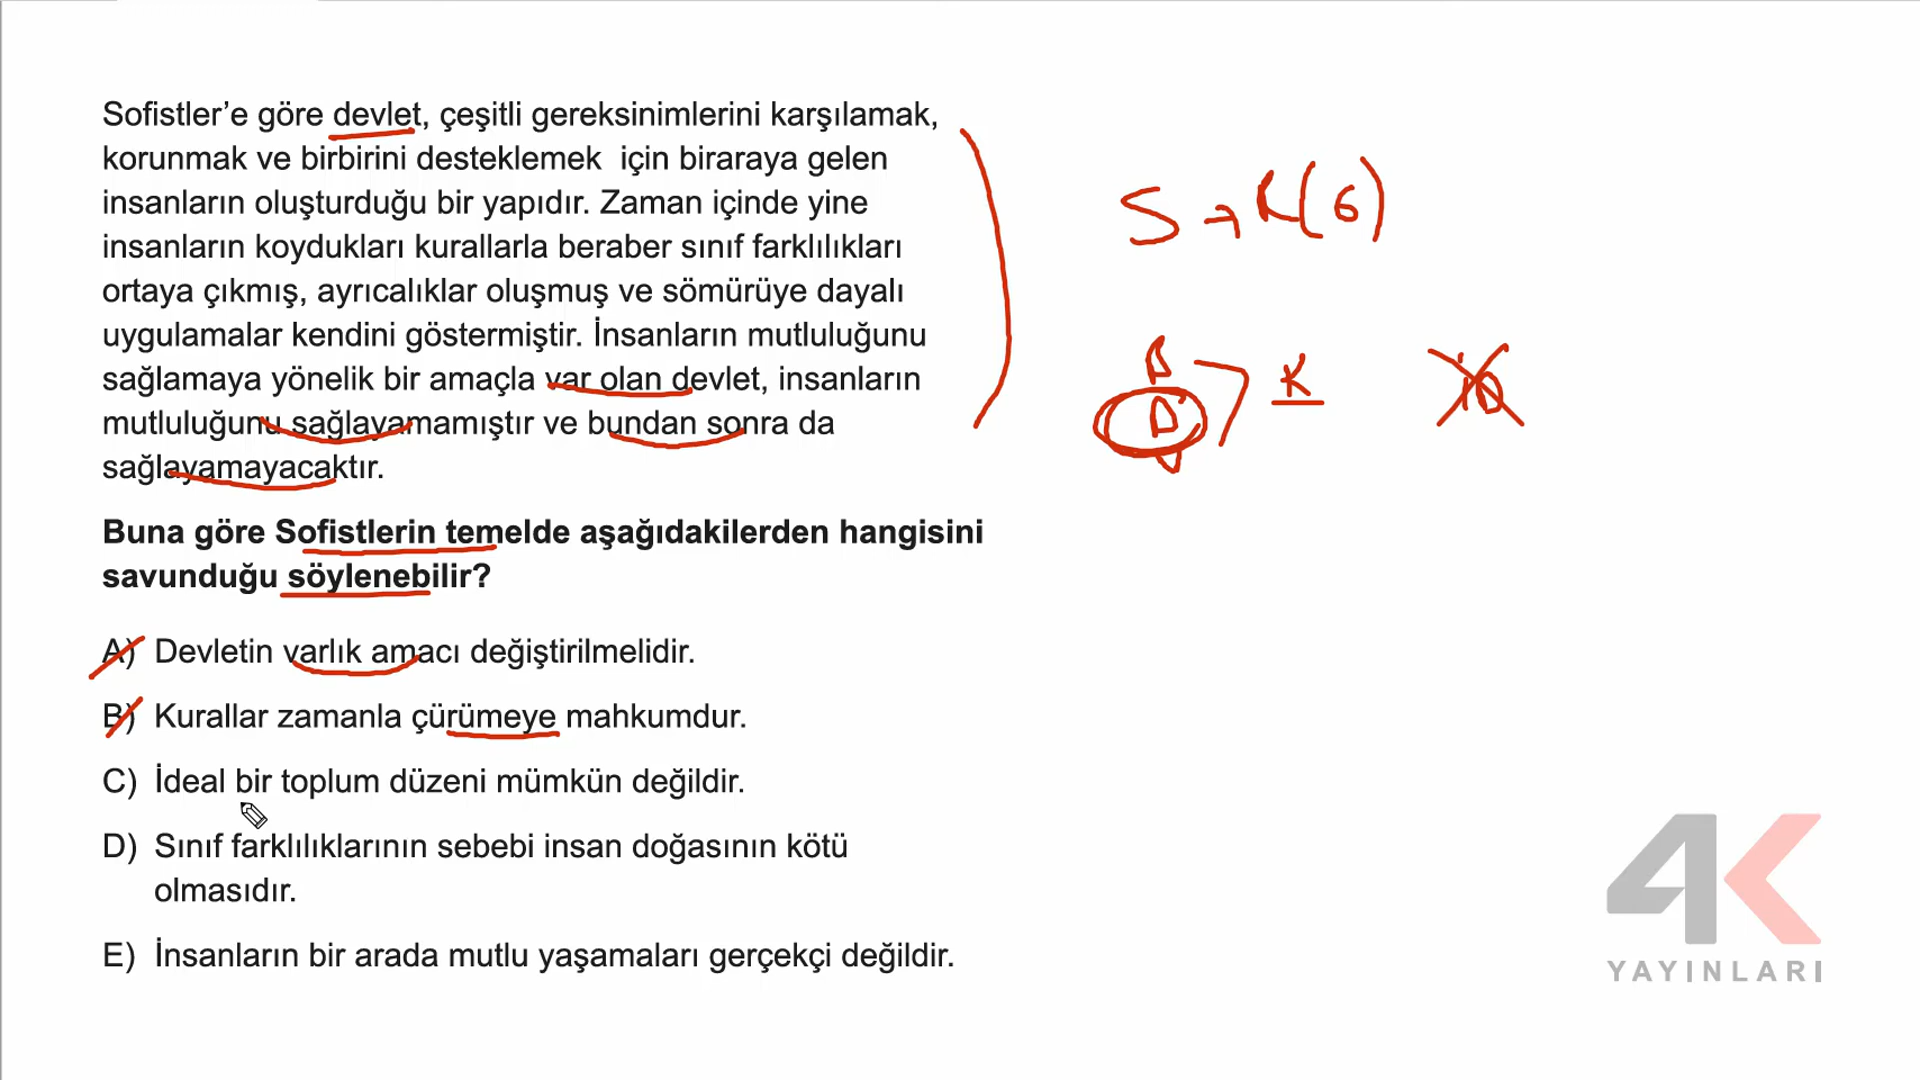 Sofistler’e göre devlet, çeşitli gereksinimlerini karşılamak,
korunmak ve birbirini desteklemek  için biraraya gelen
insanların oluşturduğu bir yapıdır. Zaman içinde yine
insanların koydukları kurallarla beraber sınıf farklılıkları
ortaya çıkmış, ayrıcalıklar oluşmuş ve sömürüye dayalı
uygulamalar kendini göstermiştir. İnsanların mutluluğunu
sağlamaya yönelik bir amaçla var olan devlet, insanların
mutluluğunu sağlayamamıştır ve bundan sonra da
sağlayamayacaktır.
Buna göre Sofistlerin temelde aşağıdakilerden hangisini
savunduğu söylenebilir?
A) Devletin varlık amacı değiştirilmelidir.
B) Kurallar zamanla çürümeye mahkumdur.
C) İdeal bir toplum düzeni mümkün değildir.
D) Sınıf farklılıklarının sebebi insan doğasının kötü
olmasıdır.
E) İnsanların bir arada mutlu yaşamaları gerçekçi değildir.
K
4K
YAYINLARI